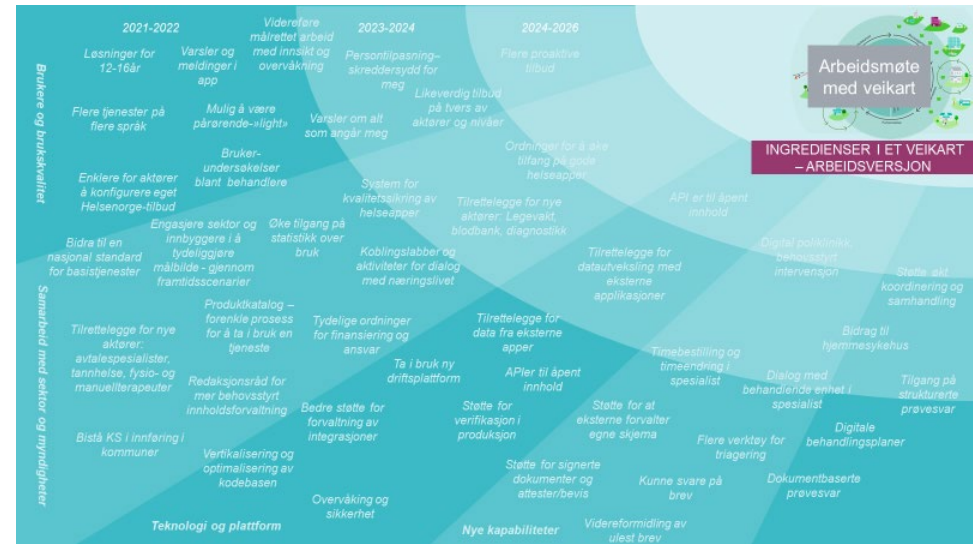 2021-2022
2023-2024
2024-2026
Løsninger for
12-16år
Varsler og
meldinger i
app
Videreføre
målrettet arbeid
med innsikt og
overvåkning
Persontilpasning–
skreddersydd for
meg
Flere proaktive
tilbud
Arbeidsmøte
med veikart
INGREDIENSER I ET VEIKART
– ARBEIDSVERSJON
Brukere og brukskvalitet
Flere tjenester på
flere språk
Mulig å være
pårørende-»light»
Varsler om alt
som angår meg
Likeverdig tilbud
på tvers av
aktører og nivåer
Enklere for aktører
å konfigurere eget
Helsenorge-tilbud
Bruker-
undersøkelser
blant behandlere
System for
kvalitetssikring av
helseapper
Ordninger for å øke
tilfang på gode
helseapper
Tilrettelegge for nye
aktører: Legevakt,
blodbank, diagnostikk
API er til åpent
innhold
Bidra til en
nasjonal standard
for basistjenester
Engasjere sektor og
innbyggere i å
tydeliggjøre
målbilde - gjennom
framtidsscenarier
Øke tilgang på
statistikk over
bruk
Koblingslabber og
aktiviteter for dialog
med næringslivet
Tilrettelegge for
datautveksling med
eksterne
applikasjoner
Digital poliklinikk,
behovsstyrt
intervensjon
Støtte økt
koordinering og
samhandling
Samarbeid med sektor og myndigheter
Tilrettelegge for nye
aktører:
avtalespesialister,
tannhelse, fysio- og
manuellterapeuter
Produktkatalog –
forenkle prosess
for å ta i bruk en
tjeneste
Tydelige ordninger
for finansiering og
ansvar
Tilrettelegge for
data fra eksterne
apper
Timebestilling og
timeendring i
spesialist
Bidrag til
hjemmesykehus
Redaksjonsråd for
mer behovsstyrt
innholdsforvaltning
Ta i bruk ny
driftsplattform
APIer til åpent
innhold
Dialog med
behandlende enhet i
spesialist
Tilgang på
strukturerte
prøvesvar
Bistå KS i innføring i
kommuner
Bedre støtte for
forvaltning av
integrasjoner
Støtte for
verifikasjon i
produksjon
Støtte for at
eksterne forvalter
egne skjema
Flere verktøy for
triagering
Digitale
behandlingsplaner
Vertikalisering og
optimalisering av
kodebasen
Støtte for signerte
dokumenter og
attester/bevis
Kunne svare på
brev
Dokumentbaserte
prøvesvar
Overvåking og
sikkerhet
Teknologi og plattform
Nye kapabiliteter
Videreformidling av
ulest brev